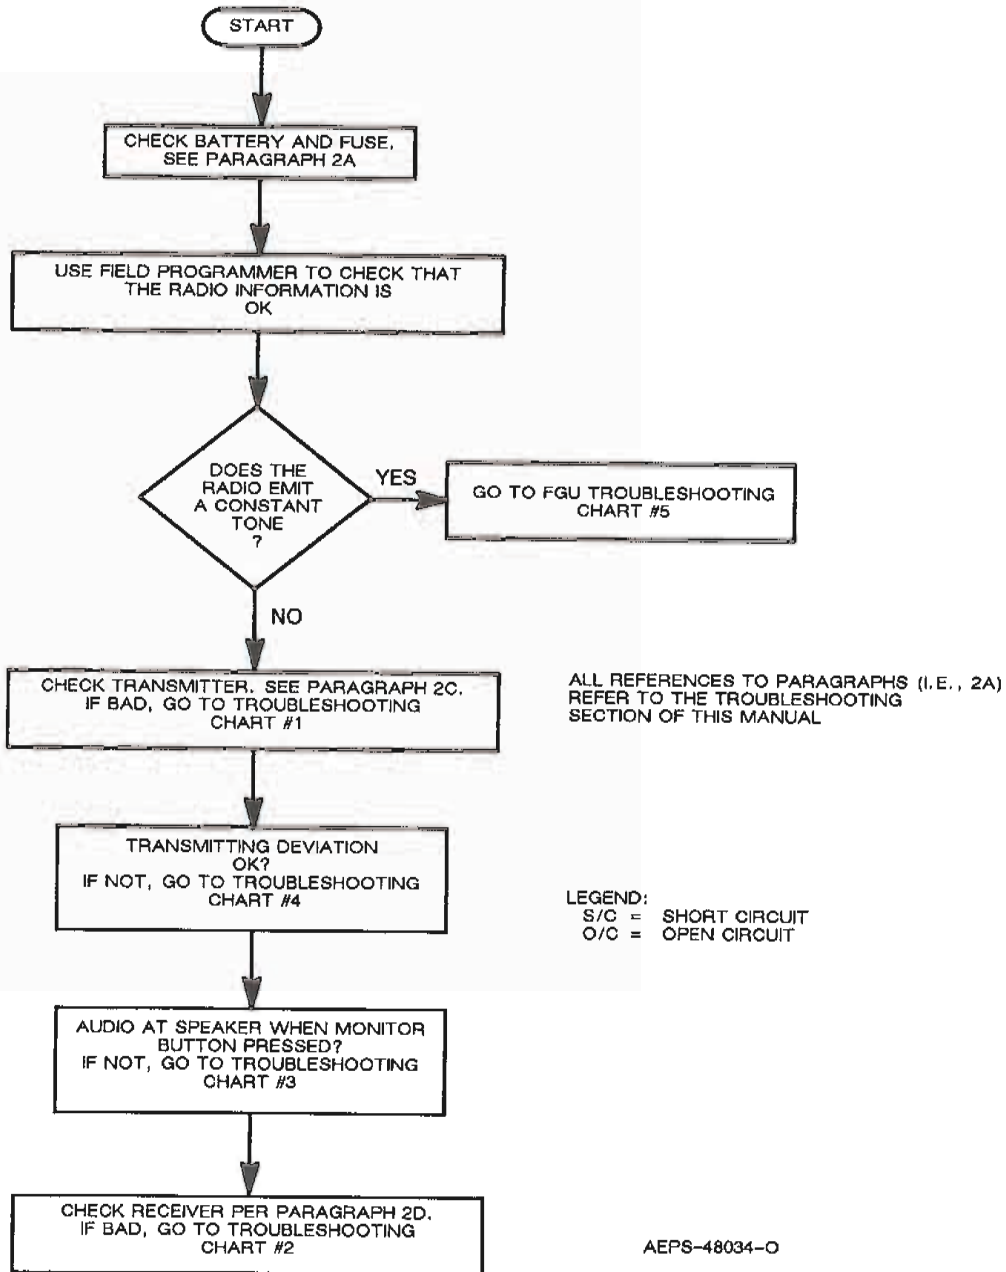 START
CHECK BATTERY AND FUSE,
SEE PARAGRAPH 2A
USE FIELD PROGRAMMER TO CHECK THAT
THE RADIO INFORMATION IS
OK
DOES THE
RADIO EMIT
A CONSTANT
TONE
?
YES
GO TO FGU TROUBLESHOOTING
CHART #5
NO
CHECK TRANSMITTER. SEE PARAGRAPH 2C.
IF BAD, GO TO TROUBLESHOOTING
CHART #1
ALL REFERENCES TO PARAGRAPHS (I.E., 2A)
REFER TO THE TROUBLESHOOTING
SECTION OF THIS MANUAL
TRANSMITTING DEVIATION
OK?
IF NOT, GO TO TROUBLESHOOTING
CHART #4
LEGEND:
S/C = SHORT CIRCUIT
O/C = OPEN CIRCUIT
AUDIO AT SPEAKER WHEN MONITOR
BUTTON PRESSED?
IF NOT, GO TO TROUBLESHOOTING
CHART #3
CHECK RECEIVER PER PARAGRAPH 2D.
IF BAD, GO TO TROUBLESHOOTING
CHART #2
AEPS-48034-O